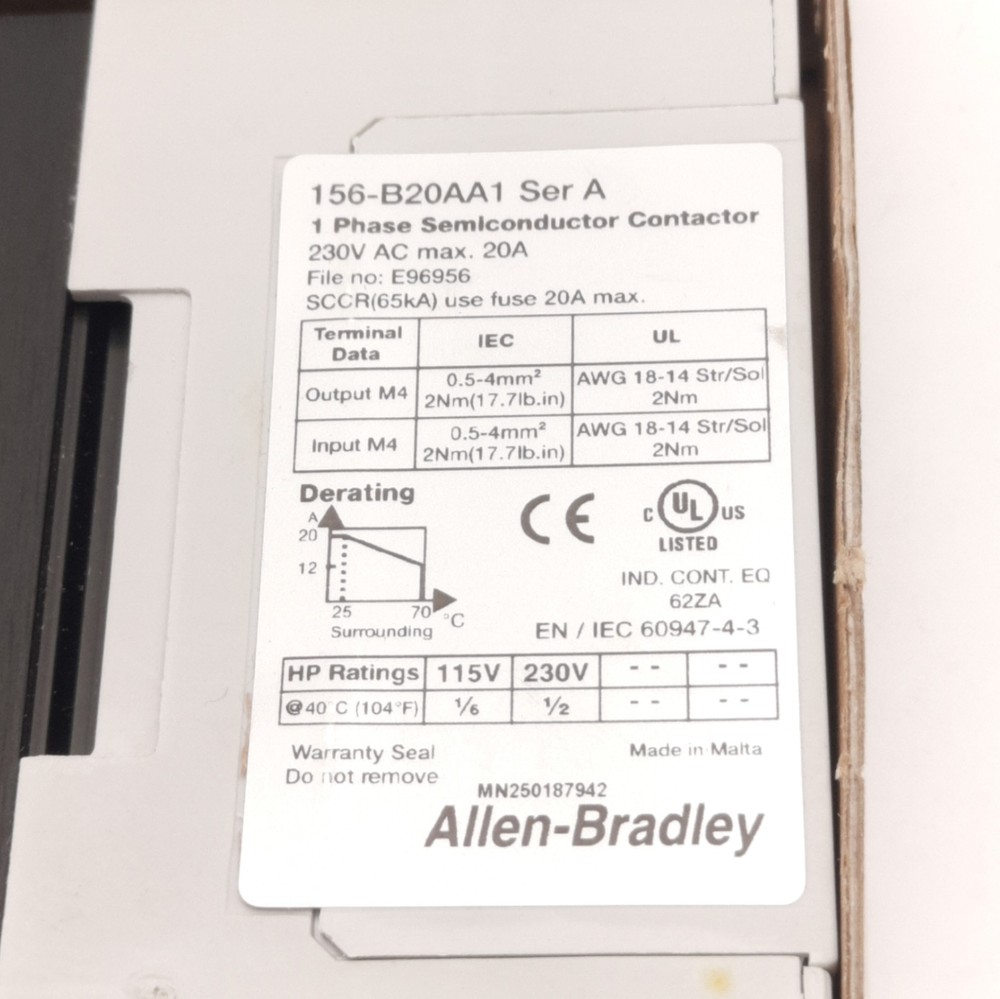 156-B20AA1 Ser A
1 Phase Semiconductor Contactor
230V AC max. 20A
File no: E96956
SCCR(65kA) use fuse 20A max.
Terminal Data IEC UL
Output M4 0.5-4mm² 2Nm(17.7lb.in) AWG 18-14 Str/Sol 2Nm
Input M4 0.5-4mm² 2Nm(17.7lb.in) AWG 18-14 Str/Sol 2Nm
Derating
A
20
12
25 70 °C
Surrounding
CE
C UL US
LISTED
IND. CONT. EQ
62ZA
EN / IEC 60947-4-3
HP Ratings 115V 230V - - - -
@40°C (104°F) 1/6 1/2 - - - -
Warranty Seal
Do not remove
Made in Malta
MN250187942
Allen-Bradley